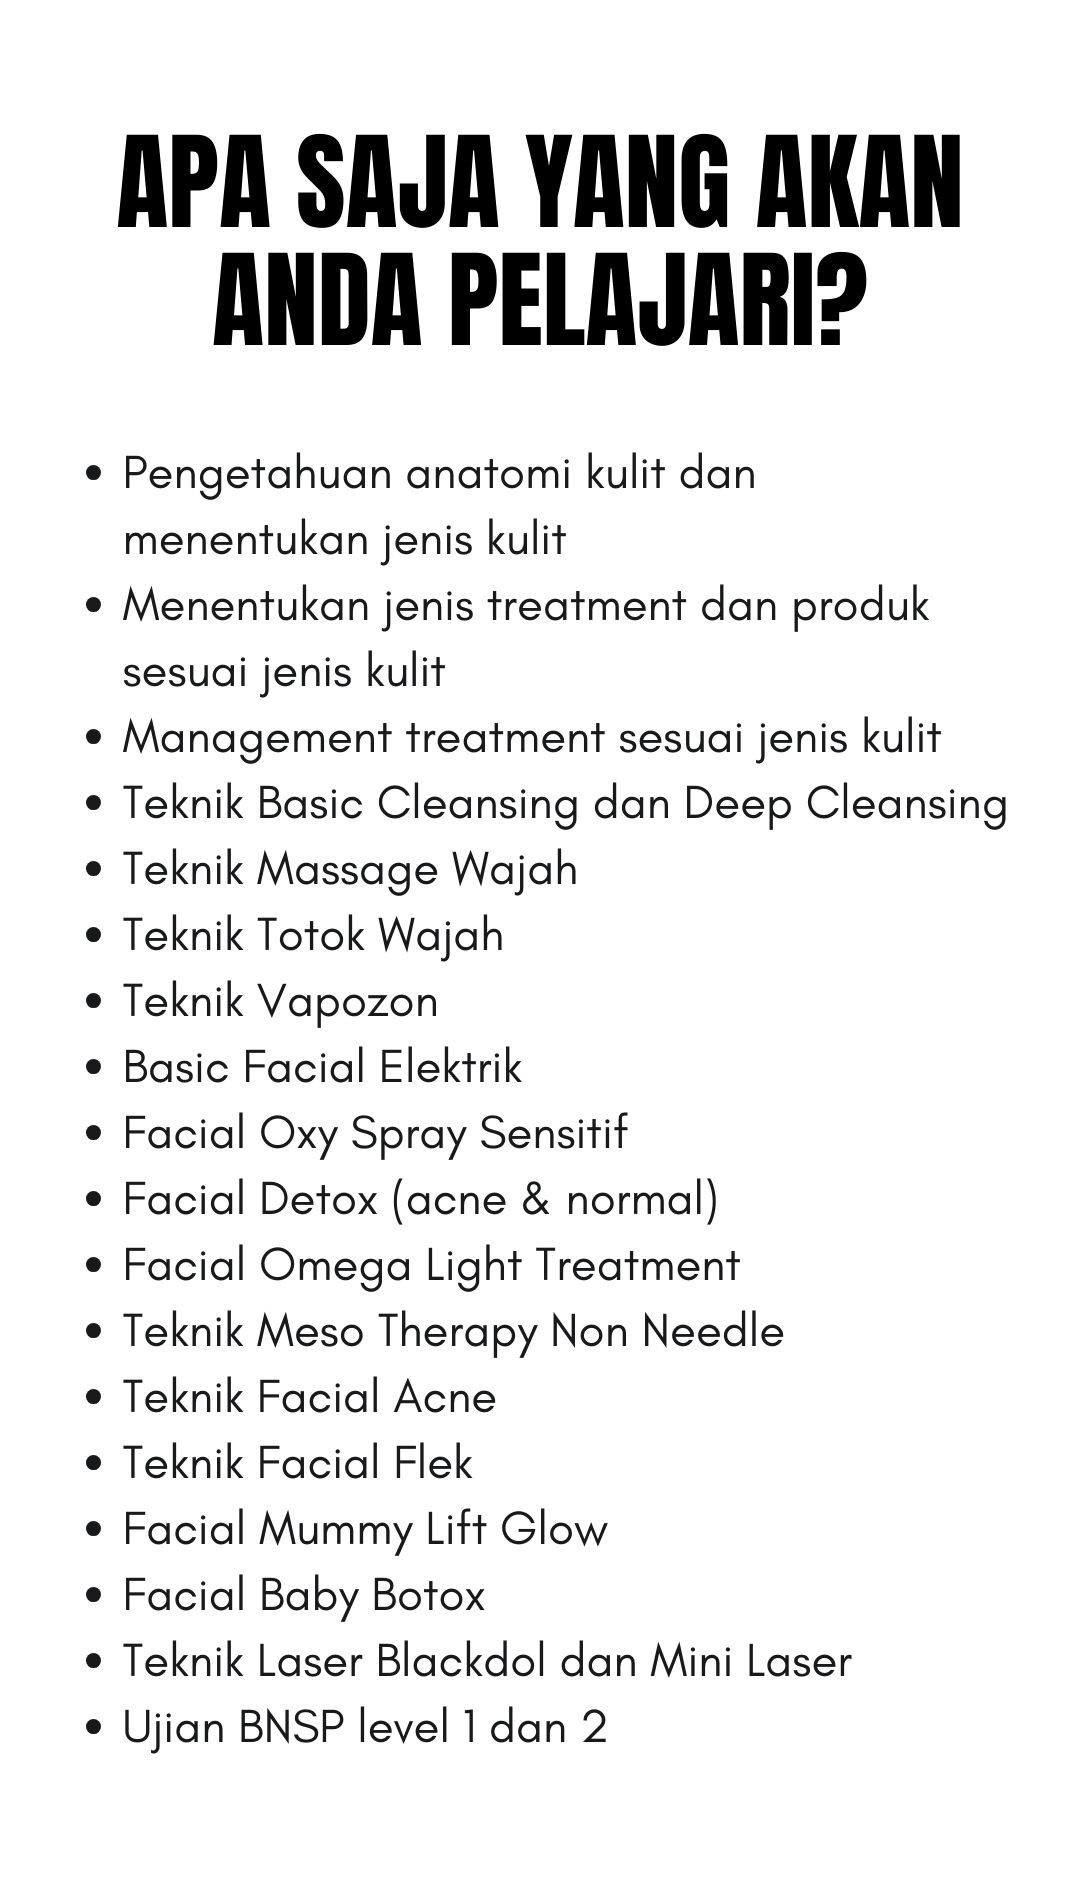 APA SAJA YANG AKAN
ANDA PELAJARI?
• Pengetahuan anatomi kulit dan
menentukan jenis kulit
• Menentukan jenis treatment dan produk
sesuai jenis kulit
• Management treatment sesuai jenis kulit
• Teknik Basic Cleansing dan Deep Cleansing
• Teknik Massage Wajah
• Teknik Totok Wajah
• Teknik Vapozon
• Basic Facial Elektrik
• Facial Oxy Spray Sensitif
• Facial Detox (acne & normal)
• Facial Omega Light Treatment
• Teknik Meso Therapy Non Needle
• Teknik Facial Acne
• Teknik Facial Flek
• Facial Mummy Lift Glow
• Facial Baby Botox
• Teknik Laser Blackdol dan Mini Laser
• Ujian BNSP level 1 dan 2